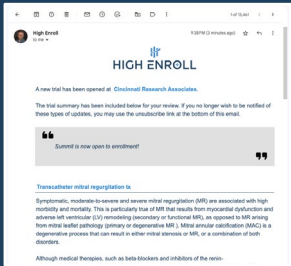 1 of 13,841
High Enroll
9:38 PM (2 minutes ago)
to me
HIGH ENROLL
A new trial has been opened at Cincinnati Research Associates.
The trial summary has been included below for your review. If you no longer wish to be notified of
these types of updates, you may use the unsubscribe link at the bottom of this email.
“
Summit is now open to enrollment!
”
Transcatheter mitral regurgitation ts
Symptomatic, moderate-to-severe and severe mitral regurgitation (MR) are associated with high
morbidity and mortality. This is particularly true of MR that results from myocardial dysfunction and
adverse left ventricular (LV) remodeling (secondary or functional MR), as opposed to MR arising
from mitral leaflet pathology (primary or degenerative MR ). Mitral annular calcification (MAC) is a
degenerative process that can result in either mitral stenosis or MR, or a combination of both
disorders.
Although medical therapies, such as beta-blockers and inhibitors of the renin-